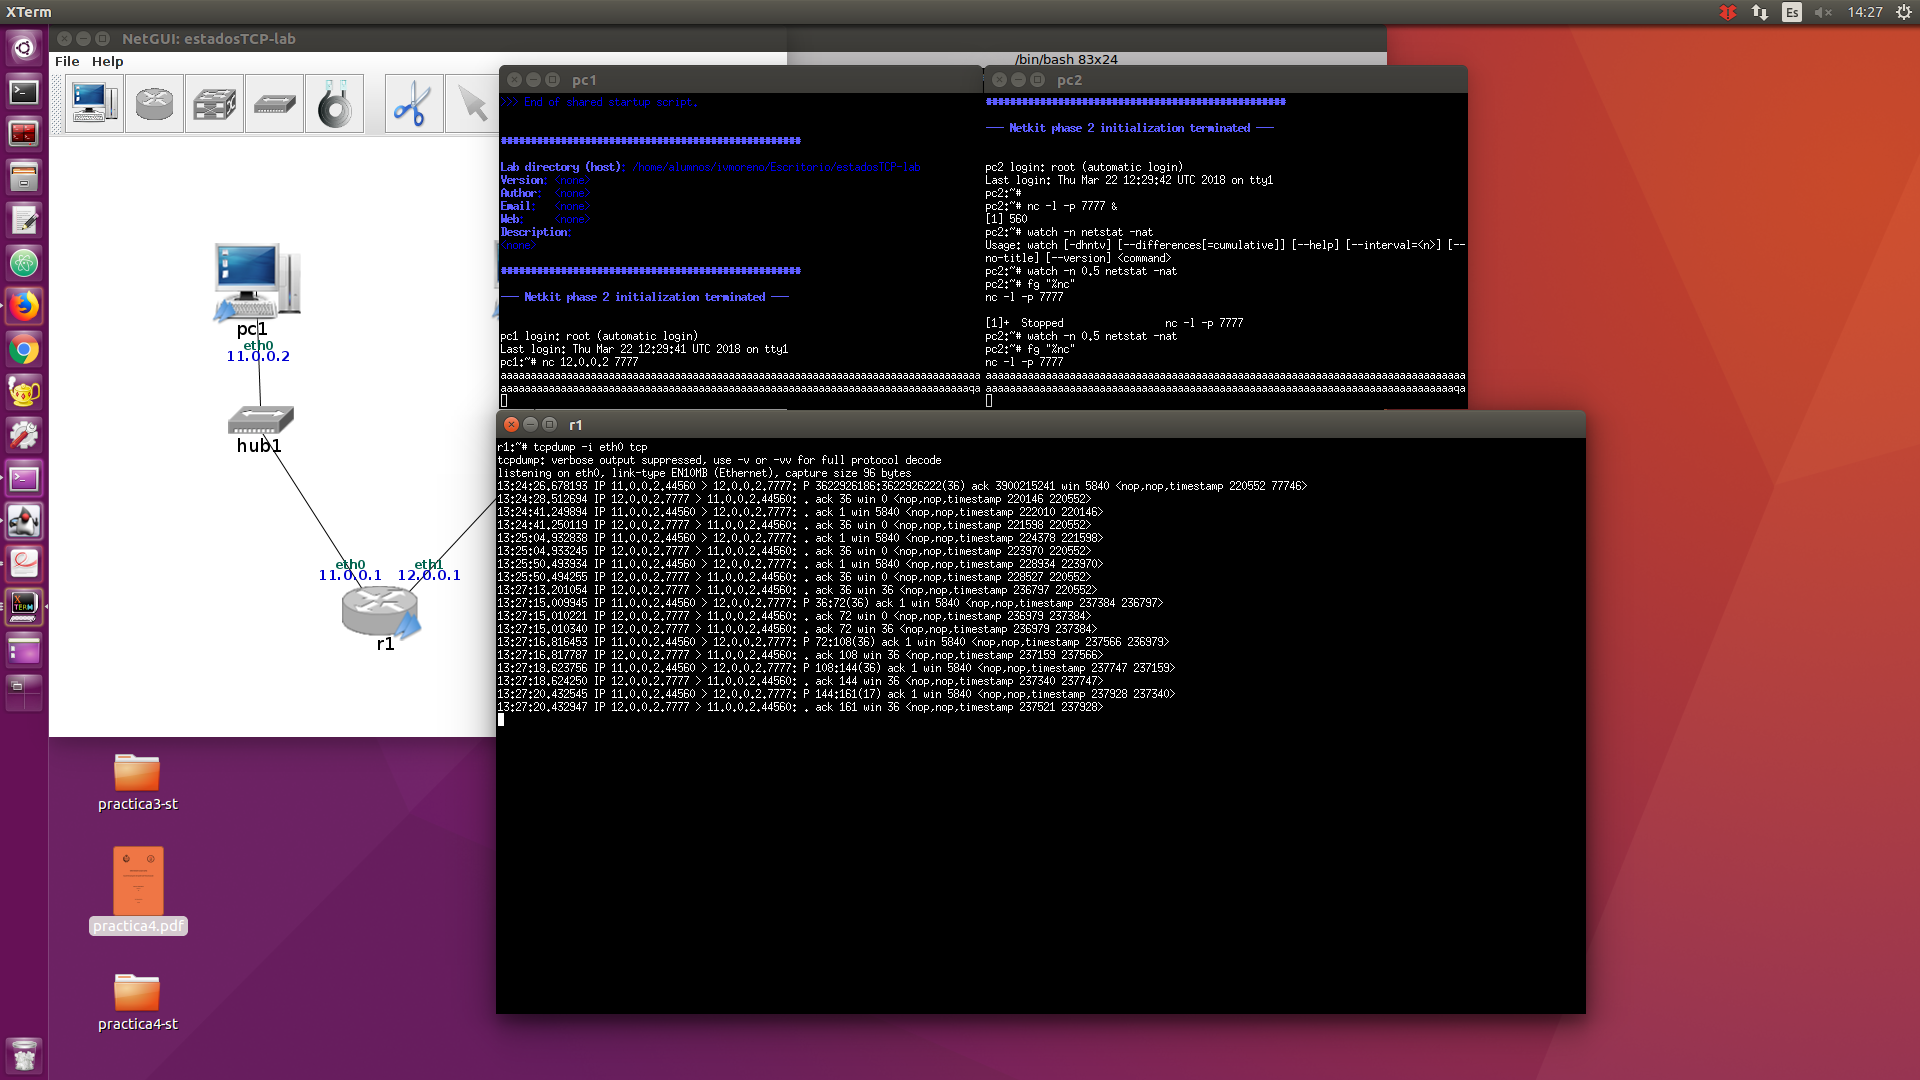 XTerm
Es
14:27
NetGUI: estadosTCP-lab
File Help
/bin/bash 83x24
pc1
eth0
11.0.0.2
hub1
eth0
11.0.0.1
eth1
12.0.0.1
r1
practica3-st
practica4.pdf
practica4-st
pc1
>>> End of shared startup script.
Lab directory (host): /home/alumnos/ivmoreno/Escritorio/estadosTCP-lab
Version: <none>
Author: <none>
Email: <none>
Web: <none>
Description:
<none>
--- Netkit phase 2 initialization terminated ---
pc1 login: root (automatic login)
Last login: Thu Mar 22 12:29:41 UTC 2018 on tty1
pc1:~# nc 12.0.0.2 7777
pc2
--- Netkit phase 2 initialization terminated ---
pc2 login: root (automatic login)
Last login: Thu Mar 22 12:29:42 UTC 2018 on tty1
pc2:~#
pc2:~# nc -l -p 7777 &
[1] 560
pc2:~# watch -n netstat -nat
Usage: watch [-dhntv] [--differences[=cumulative]] [--help] [--interval=<n>] [--
no-title] [--version] <command>
pc2:~# watch -n 0.5 netstat -nat
pc2:~# fg "%nc"
nc -l -p 7777
[1]+ Stopped nc -l -p 7777
pc2:~# watch -n 0.5 netstat -nat
pc2:~# fg "%nc"
nc -l -p 7777
r1
r1:~# tcpdump -i eth0 tcp
tcpdump: verbose output suppressed, use -v or -vv for full protocol decode
listening on eth0, link-type EN10MB (Ethernet), capture size 96 bytes
13:24:26.678193 IP 11.0.0.2.44560 > 12.0.0.2.7777: P 3622926186:3622926222(36) ack 3900215241 win 5840 <nop,nop,timestamp 220552 77746>
13:24:28.512694 IP 12.0.0.2.7777 > 11.0.0.2.44560: . ack 36 win 0 <nop,nop,timestamp 220146 220552>
13:24:41.249894 IP 11.0.0.2.44560 > 12.0.0.2.7777: . ack 1 win 5840 <nop,nop,timestamp 222010 220146>
13:24:41.250119 IP 12.0.0.2.7777 > 11.0.0.2.44560: . ack 36 win 0 <nop,nop,timestamp 221598 220552>
13:25:04.932838 IP 11.0.0.2.44560 > 12.0.0.2.7777: . ack 1 win 5840 <nop,nop,timestamp 224378 221598>
13:25:04.933245 IP 12.0.0.2.7777 > 11.0.0.2.44560: . ack 36 win 0 <nop,nop,timestamp 223970 220552>
13:25:50.493934 IP 11.0.0.2.44560 > 12.0.0.2.7777: . ack 1 win 5840 <nop,nop,timestamp 228934 223970>
13:25:50.494255 IP 12.0.0.2.7777 > 11.0.0.2.44560: . ack 36 win 0 <nop,nop,timestamp 228527 220552>
13:27:13.201054 IP 12.0.0.2.7777 > 11.0.0.2.44560: . ack 36 win 36 <nop,nop,timestamp 236797 220552>
13:27:15.009945 IP 11.0.0.2.44560 > 12.0.0.2.7777: P 36:72(36) ack 1 win 5840 <nop,nop,timestamp 237384 236797>
13:27:15.010221 IP 12.0.0.2.7777 > 11.0.0.2.44560: . ack 72 win 0 <nop,nop,timestamp 236979 237384>
13:27:15.010340 IP 12.0.0.2.7777 > 11.0.0.2.44560: . ack 72 win 36 <nop,nop,timestamp 236979 237384>
13:27:16.816453 IP 11.0.0.2.44560 > 12.0.0.2.7777: P 72:108(36) ack 1 win 5840 <nop,nop,timestamp 237566 236979>
13:27:16.817787 IP 12.0.0.2.7777 > 11.0.0.2.44560: . ack 108 win 36 <nop,nop,timestamp 237159 237566>
13:27:18.623756 IP 11.0.0.2.44560 > 12.0.0.2.7777: P 108:144(36) ack 1 win 5840 <nop,nop,timestamp 237747 237159>
13:27:18.624250 IP 12.0.0.2.7777 > 11.0.0.2.44560: . ack 144 win 36 <nop,nop,timestamp 237340 237747>
13:27:20.432545 IP 11.0.0.2.44560 > 12.0.0.2.7777: P 144:161(17) ack 1 win 5840 <nop,nop,timestamp 237928 237340>
13:27:20.432947 IP 12.0.0.2.7777 > 11.0.0.2.44560: . ack 161 win 36 <nop,nop,timestamp 237521 237928>